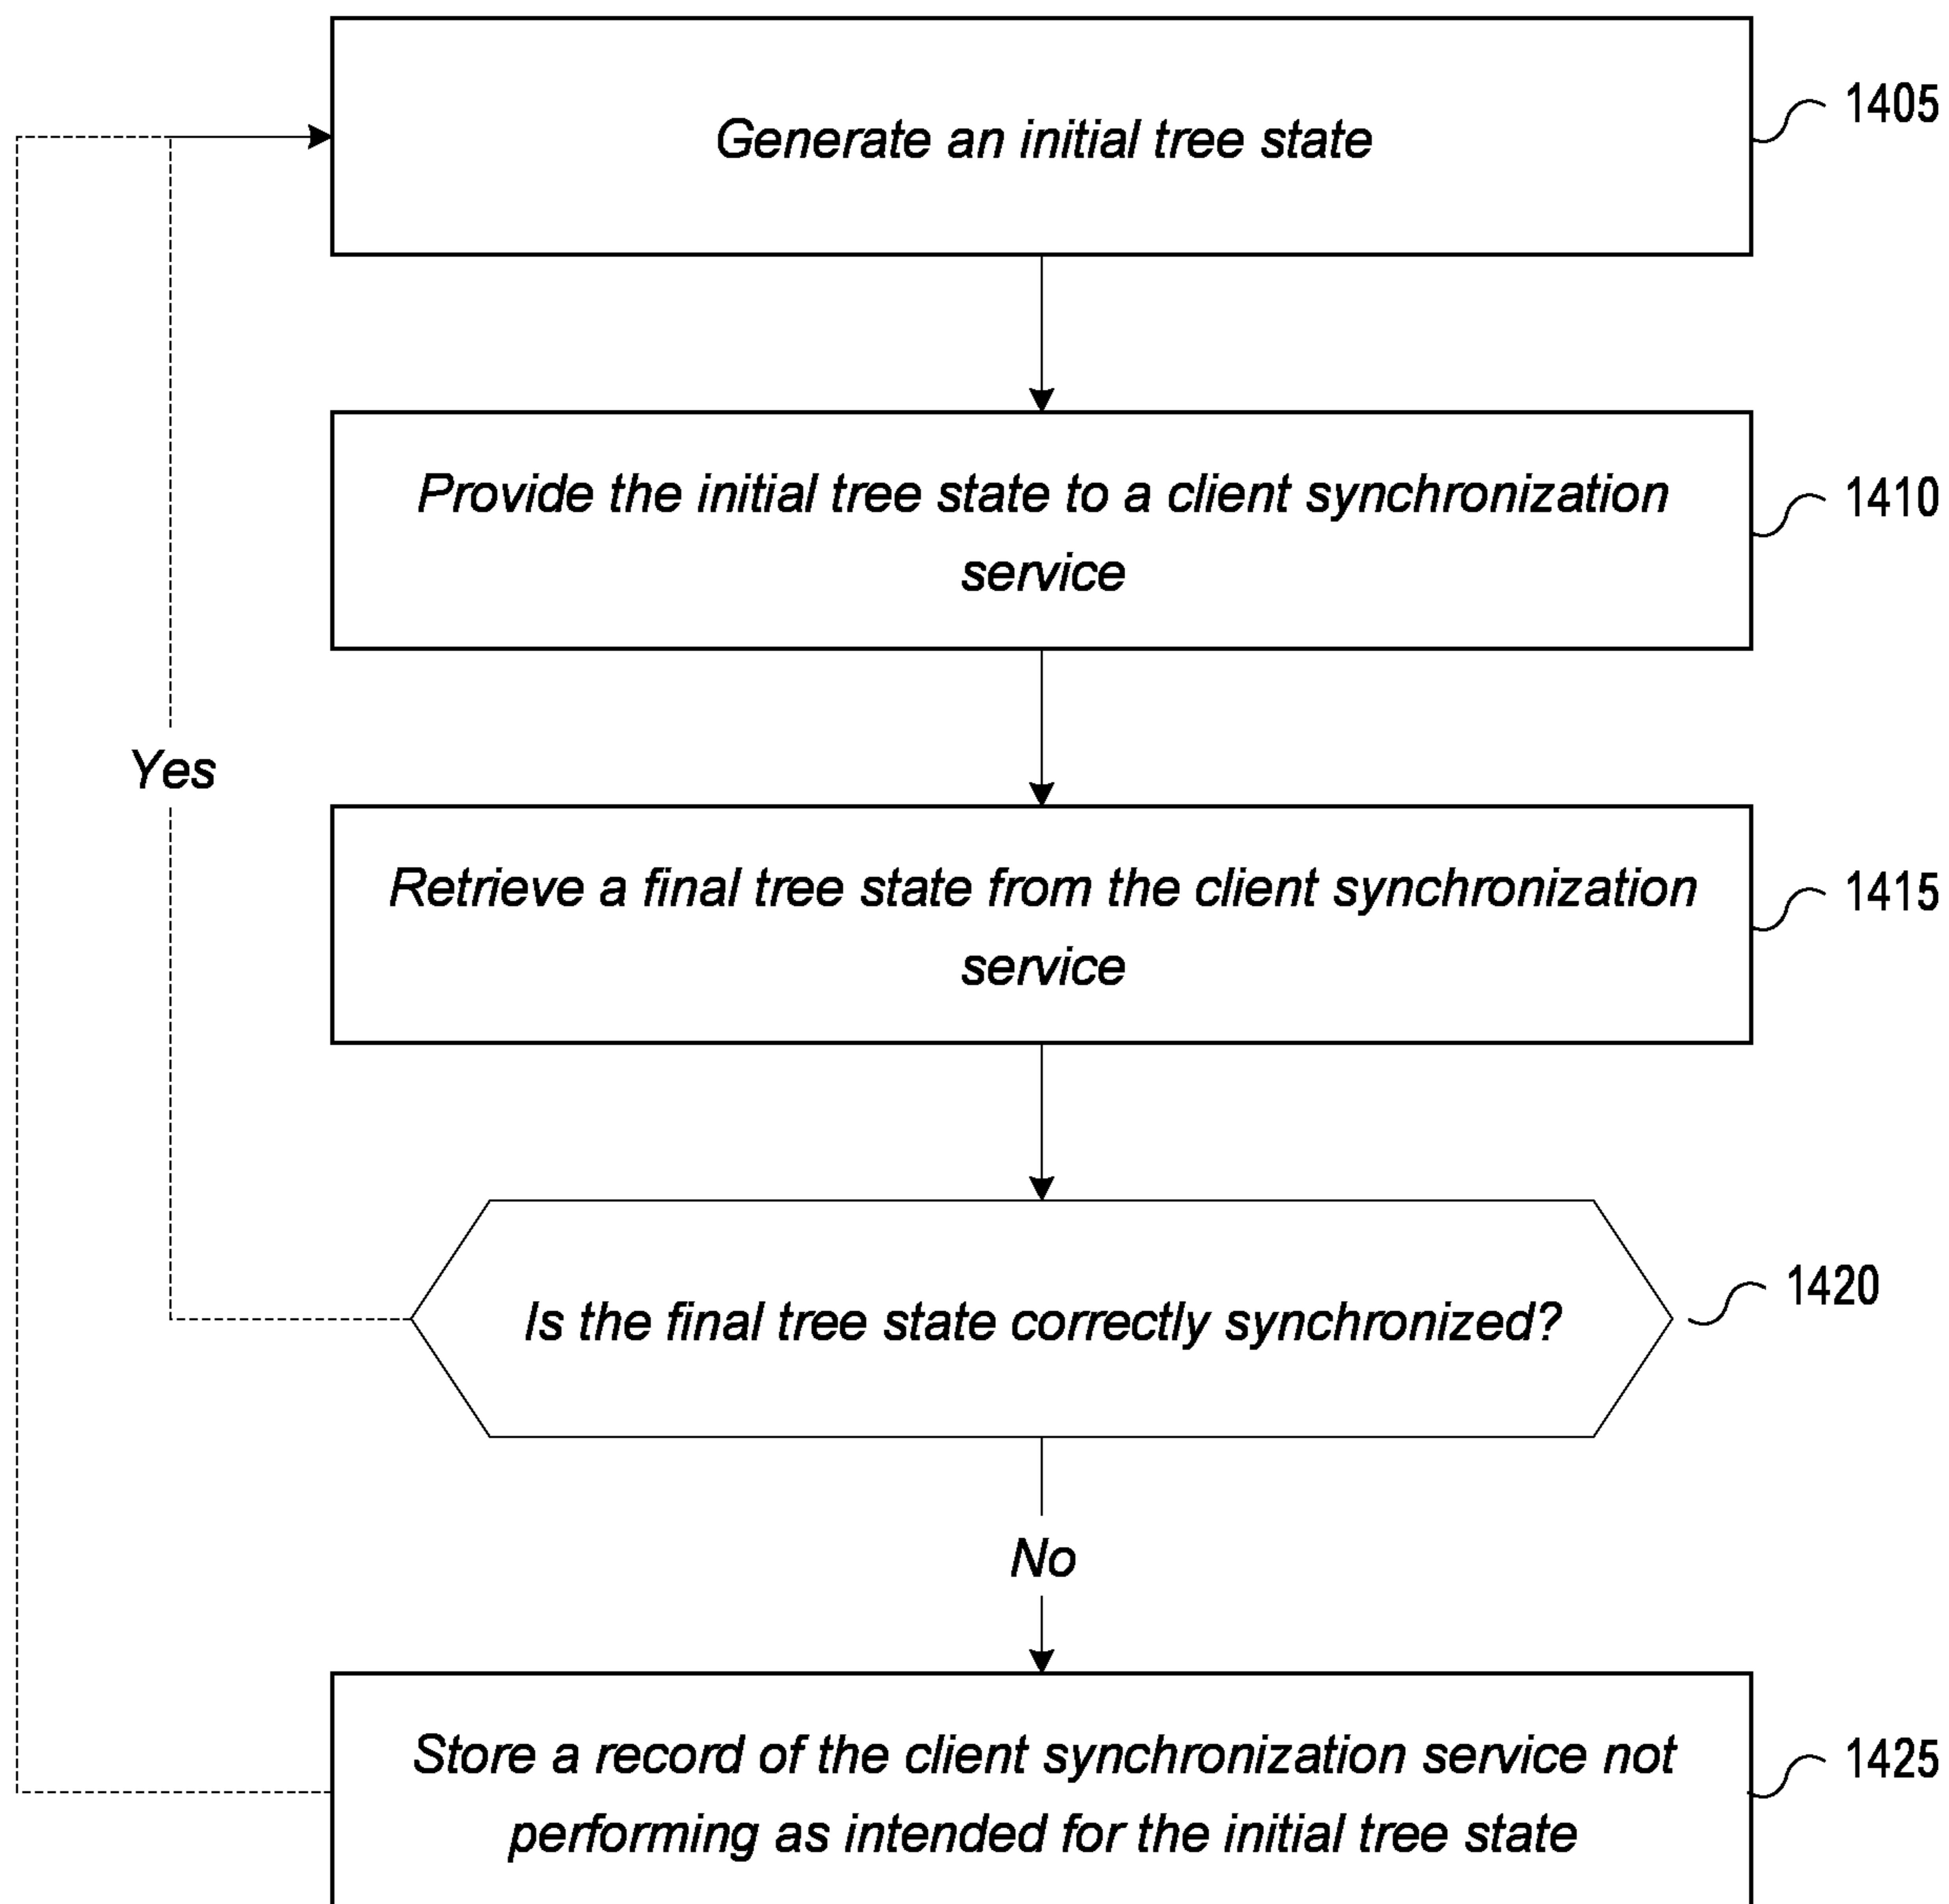 Generate an initial tree state
1405
Provide the initial tree state to a client synchronization
service
1410
Yes
Retrieve a final tree state from the client synchronization
service
1415
Is the final tree state correctly synchronized?
1420
No
Store a record of the client synchronization service not
performing as intended for the initial tree state
1425